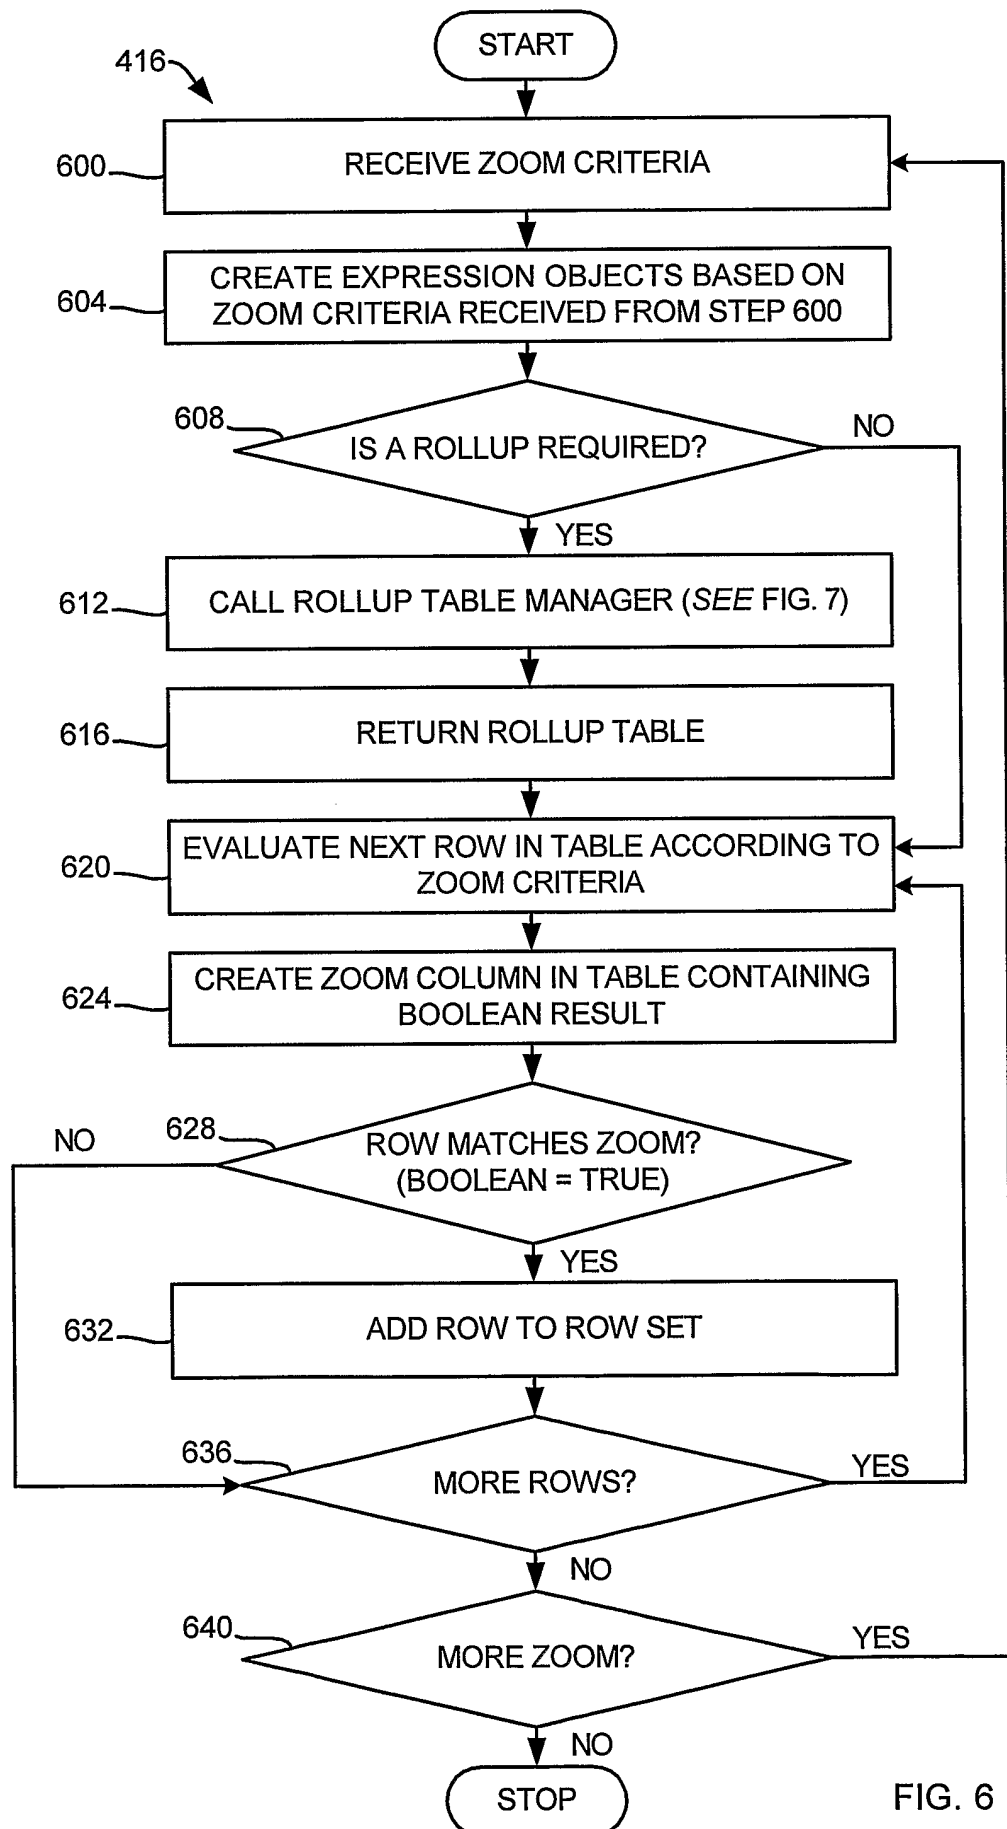 START
416
600
RECEIVE ZOOM CRITERIA
604
CREATE EXPRESSION OBJECTS BASED ON
ZOOM CRITERIA RECEIVED FROM STEP 600
608
IS A ROLLUP REQUIRED?
NO
YES
612
CALL ROLLUP TABLE MANAGER (SEE FIG. 7)
616
RETURN ROLLUP TABLE
620
EVALUATE NEXT ROW IN TABLE ACCORDING TO
ZOOM CRITERIA
624
CREATE ZOOM COLUMN IN TABLE CONTAINING
BOOLEAN RESULT
NO
628
ROW MATCHES ZOOM?
(BOOLEAN = TRUE)
YES
632
ADD ROW TO ROW SET
636
MORE ROWS?
YES
NO
640
MORE ZOOM?
YES
NO
STOP
FIG. 6